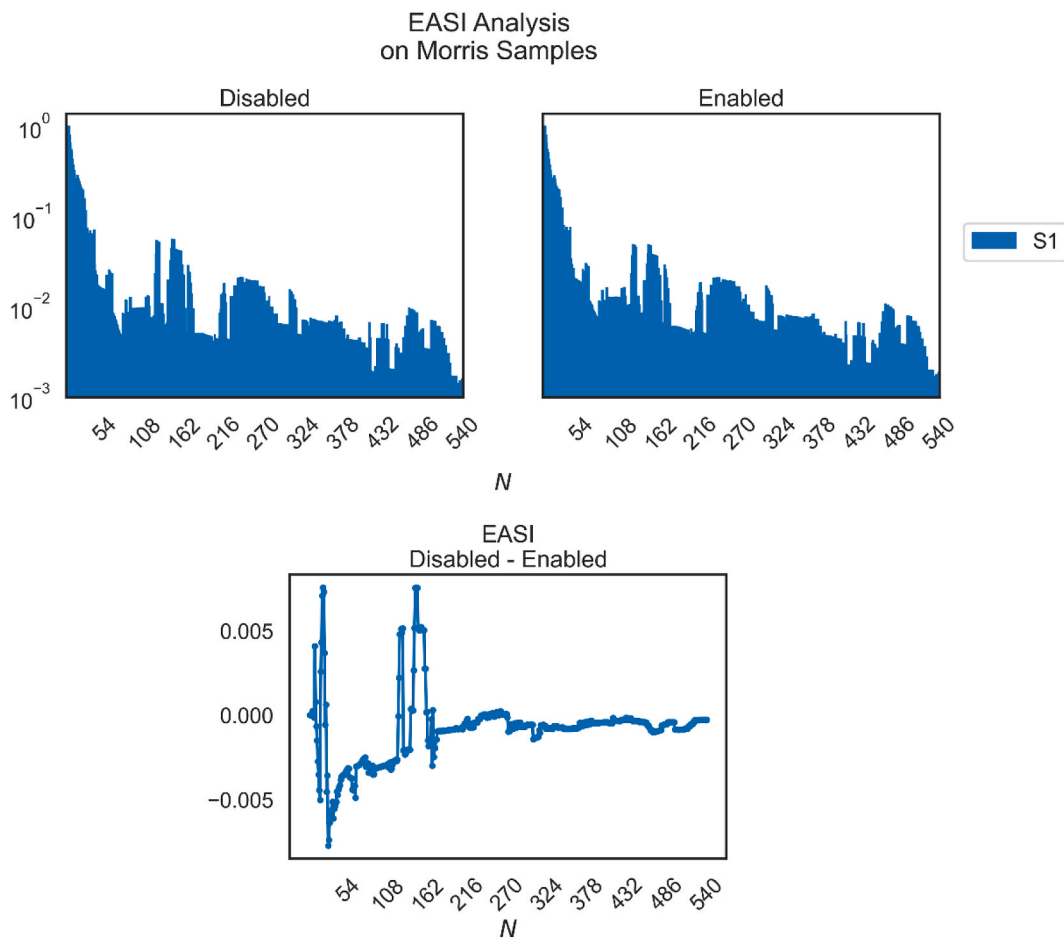 EASI Analysis
on Morris Samples
Disabled
Enabled
10^0
10^-1
10^-2
10^-3
S1
54 108 162 216 270 324 378 432 486 540
54 108 162 216 270 324 378 432 486 540
N
EASI
Disabled - Enabled
0.005
0.000
−0.005
54 108 162 216 270 324 378 432 486 540
N